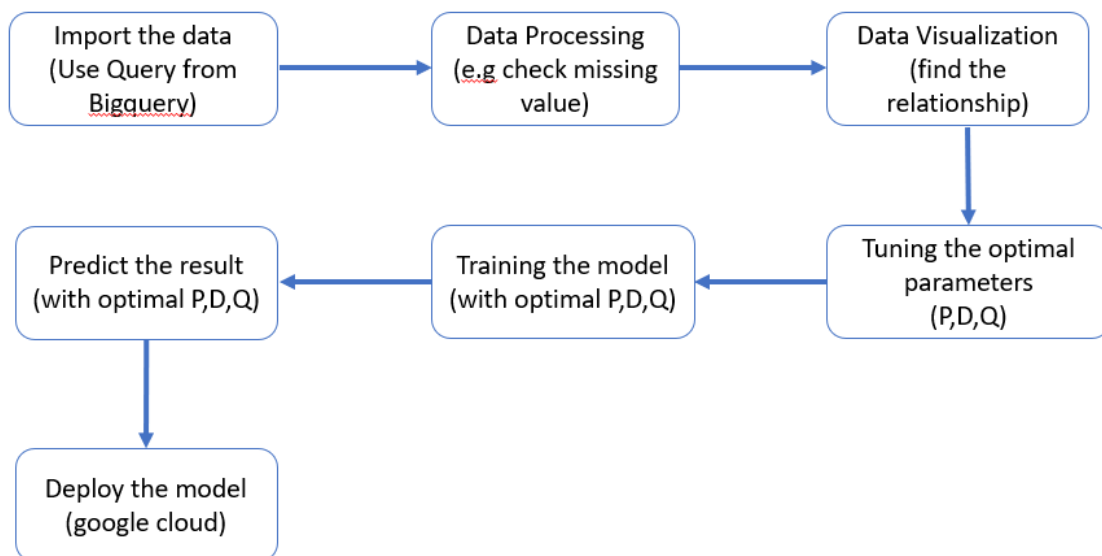 Import the data
(Use Query from
Bigquery)
Data Processing
(e.g check missing
value)
Data Visualization
(find the
relationship)
Tuning the optimal
parameters
(P,D,Q)
Training the model
(with optimal P,D,Q)
Predict the result
(with optimal P,D,Q)
Deploy the model
(google cloud)